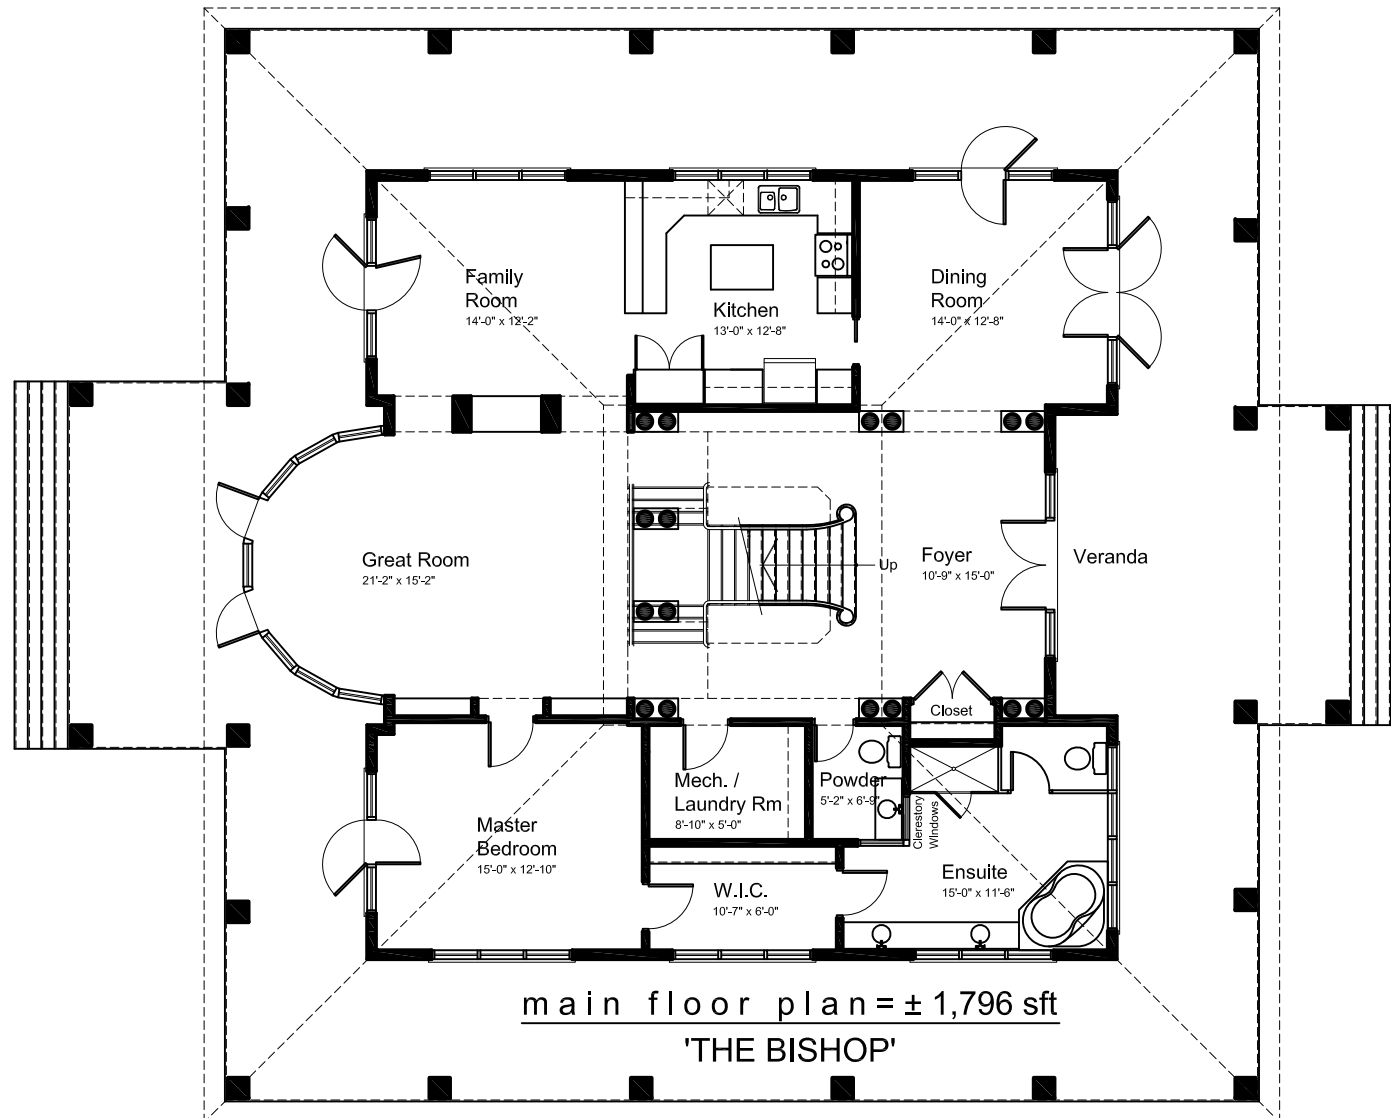 Family
Room
14'-0" x 12'-2"
Kitchen
13'-0" x 12'-8"
Dining
Room
14'-0" x 12'-8"
Great Room
21'-2" x 15'-2"
Up
Foyer
10'-9" x 15'-0"
Veranda
Closet
Master
Bedroom
15'-0" x 12'-10"
Mech. /
Laundry Rm
8'-10" x 5'-0"
Powder
5'-2" x 6'-9"
Clerestory
Windows
W.I.C.
10'-7" x 6'-0"
Ensuite
15'-0" x 11'-6"
main floor plan = ± 1,796 sft
'THE BISHOP'